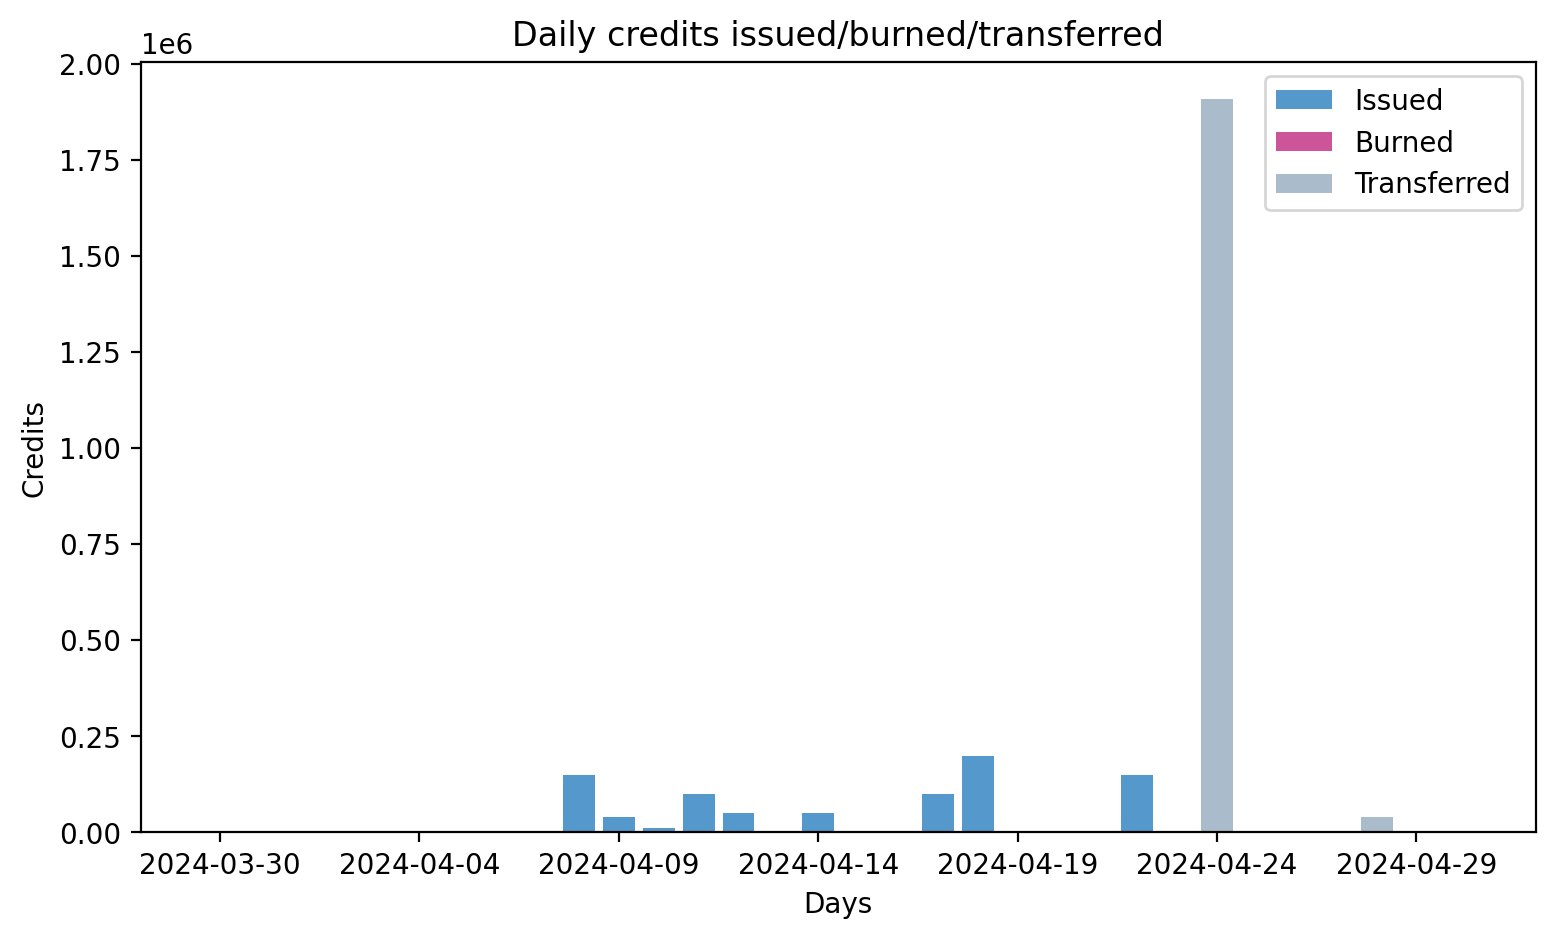 Daily credits issued/burned/transferred
1e6
2.00
1.75
1.50
1.25
1.00
0.75
0.50
0.25
0.00
Credits
Issued
Burned
Transferred
2024-03-30 2024-04-04 2024-04-09 2024-04-14 2024-04-19 2024-04-24 2024-04-29
Days